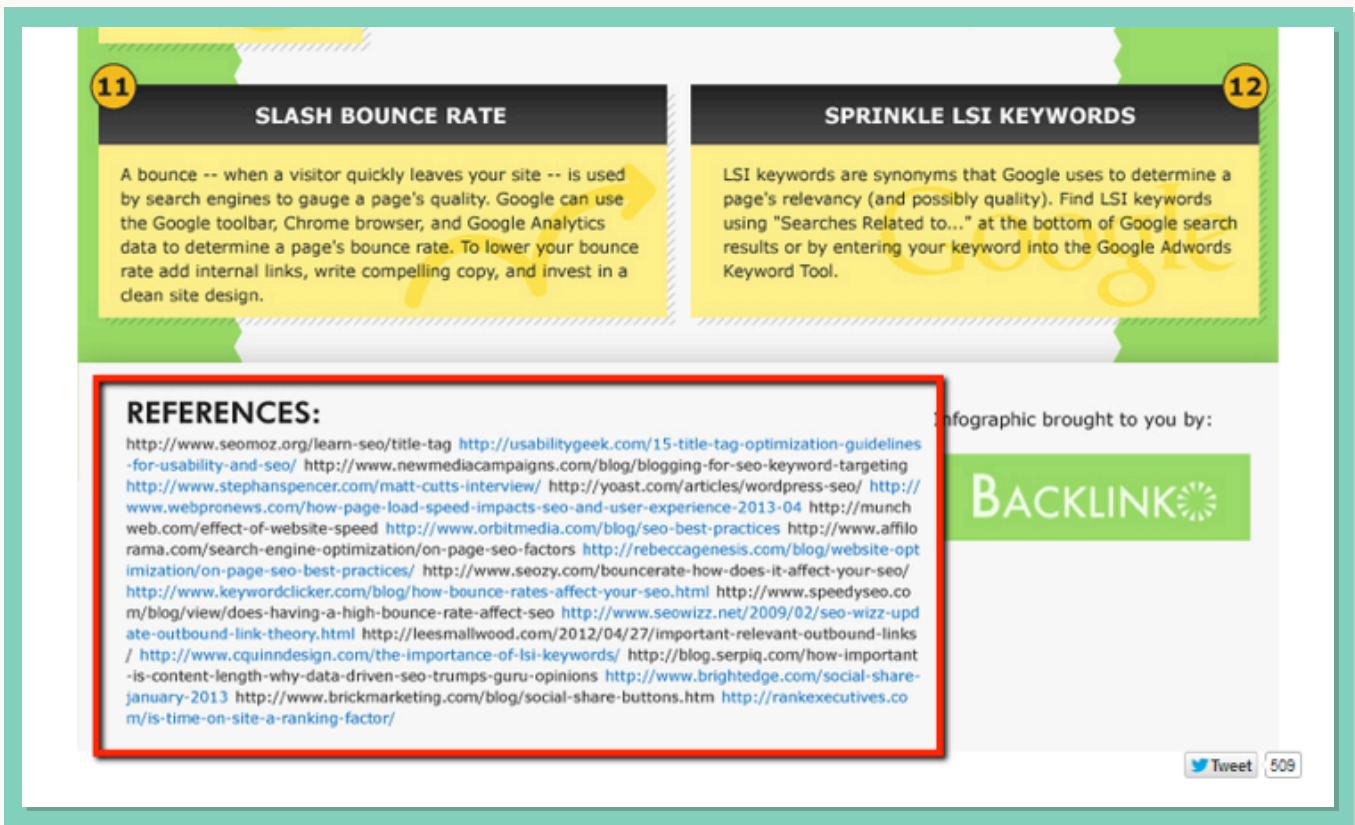 11
SLASH BOUNCE RATE
A bounce -- when a visitor quickly leaves your site -- is used
by search engines to gauge a page's quality. Google can use
the Google toolbar, Chrome browser, and Google Analytics
data to determine a page's bounce rate. To lower your bounce
rate add internal links, write compelling copy, and invest in a
clean site design.
12
SPRINKLE LSI KEYWORDS
LSI keywords are synonyms that Google uses to determine a
page's relevancy (and possibly quality). Find LSI keywords
using "Searches Related to..." at the bottom of Google search
results or by entering your keyword into the Google Adwords
Keyword Tool.
Google
REFERENCES:
http://www.seomoz.org/learn-seo/title-tag http://usabilitygeek.com/15-title-tag-optimization-guidelines
-for-usability-and-seo/ http://www.newmediacampaigns.com/blog/blogging-for-seo-keyword-targeting
http://www.stephanspencer.com/matt-cutts-interview/ http://yoast.com/articles/wordpress-seo/ http://
www.webpronews.com/how-page-load-speed-impacts-seo-and-user-experience-2013-04 http://munch
web.com/effect-of-website-speed http://www.orbitmedia.com/blog/seo-best-practices http://www.affilo
rama.com/search-engine-optimization/on-page-seo-factors http://rebeccagenesis.com/blog/website-opt
imization/on-page-seo-best-practices/ http://www.seozy.com/bouncerate-how-does-it-affect-your-seo/
http://www.keywordclicker.com/blog/how-bounce-rates-affect-your-seo.html http://www.speedyseo.co
m/blog/view/does-having-a-high-bounce-rate-affect-seo http://www.seowizz.net/2009/02/seo-wizz-upd
ate-outbound-link-theory.html http://leesmallwood.com/2012/04/27/important-relevant-outbound-links
/ http://www.cquinndesign.com/the-importance-of-lsi-keywords/ http://blog.serpiq.com/how-important
-is-content-length-why-data-driven-seo-trumps-guru-opinions http://www.brightedge.com/social-share-
january-2013 http://www.brickmarketing.com/blog/social-share-buttons.htm http://rankexecutives.co
m/is-time-on-site-a-ranking-factor/
Infographic brought to you by:
BACKLINKO
Tweet 509